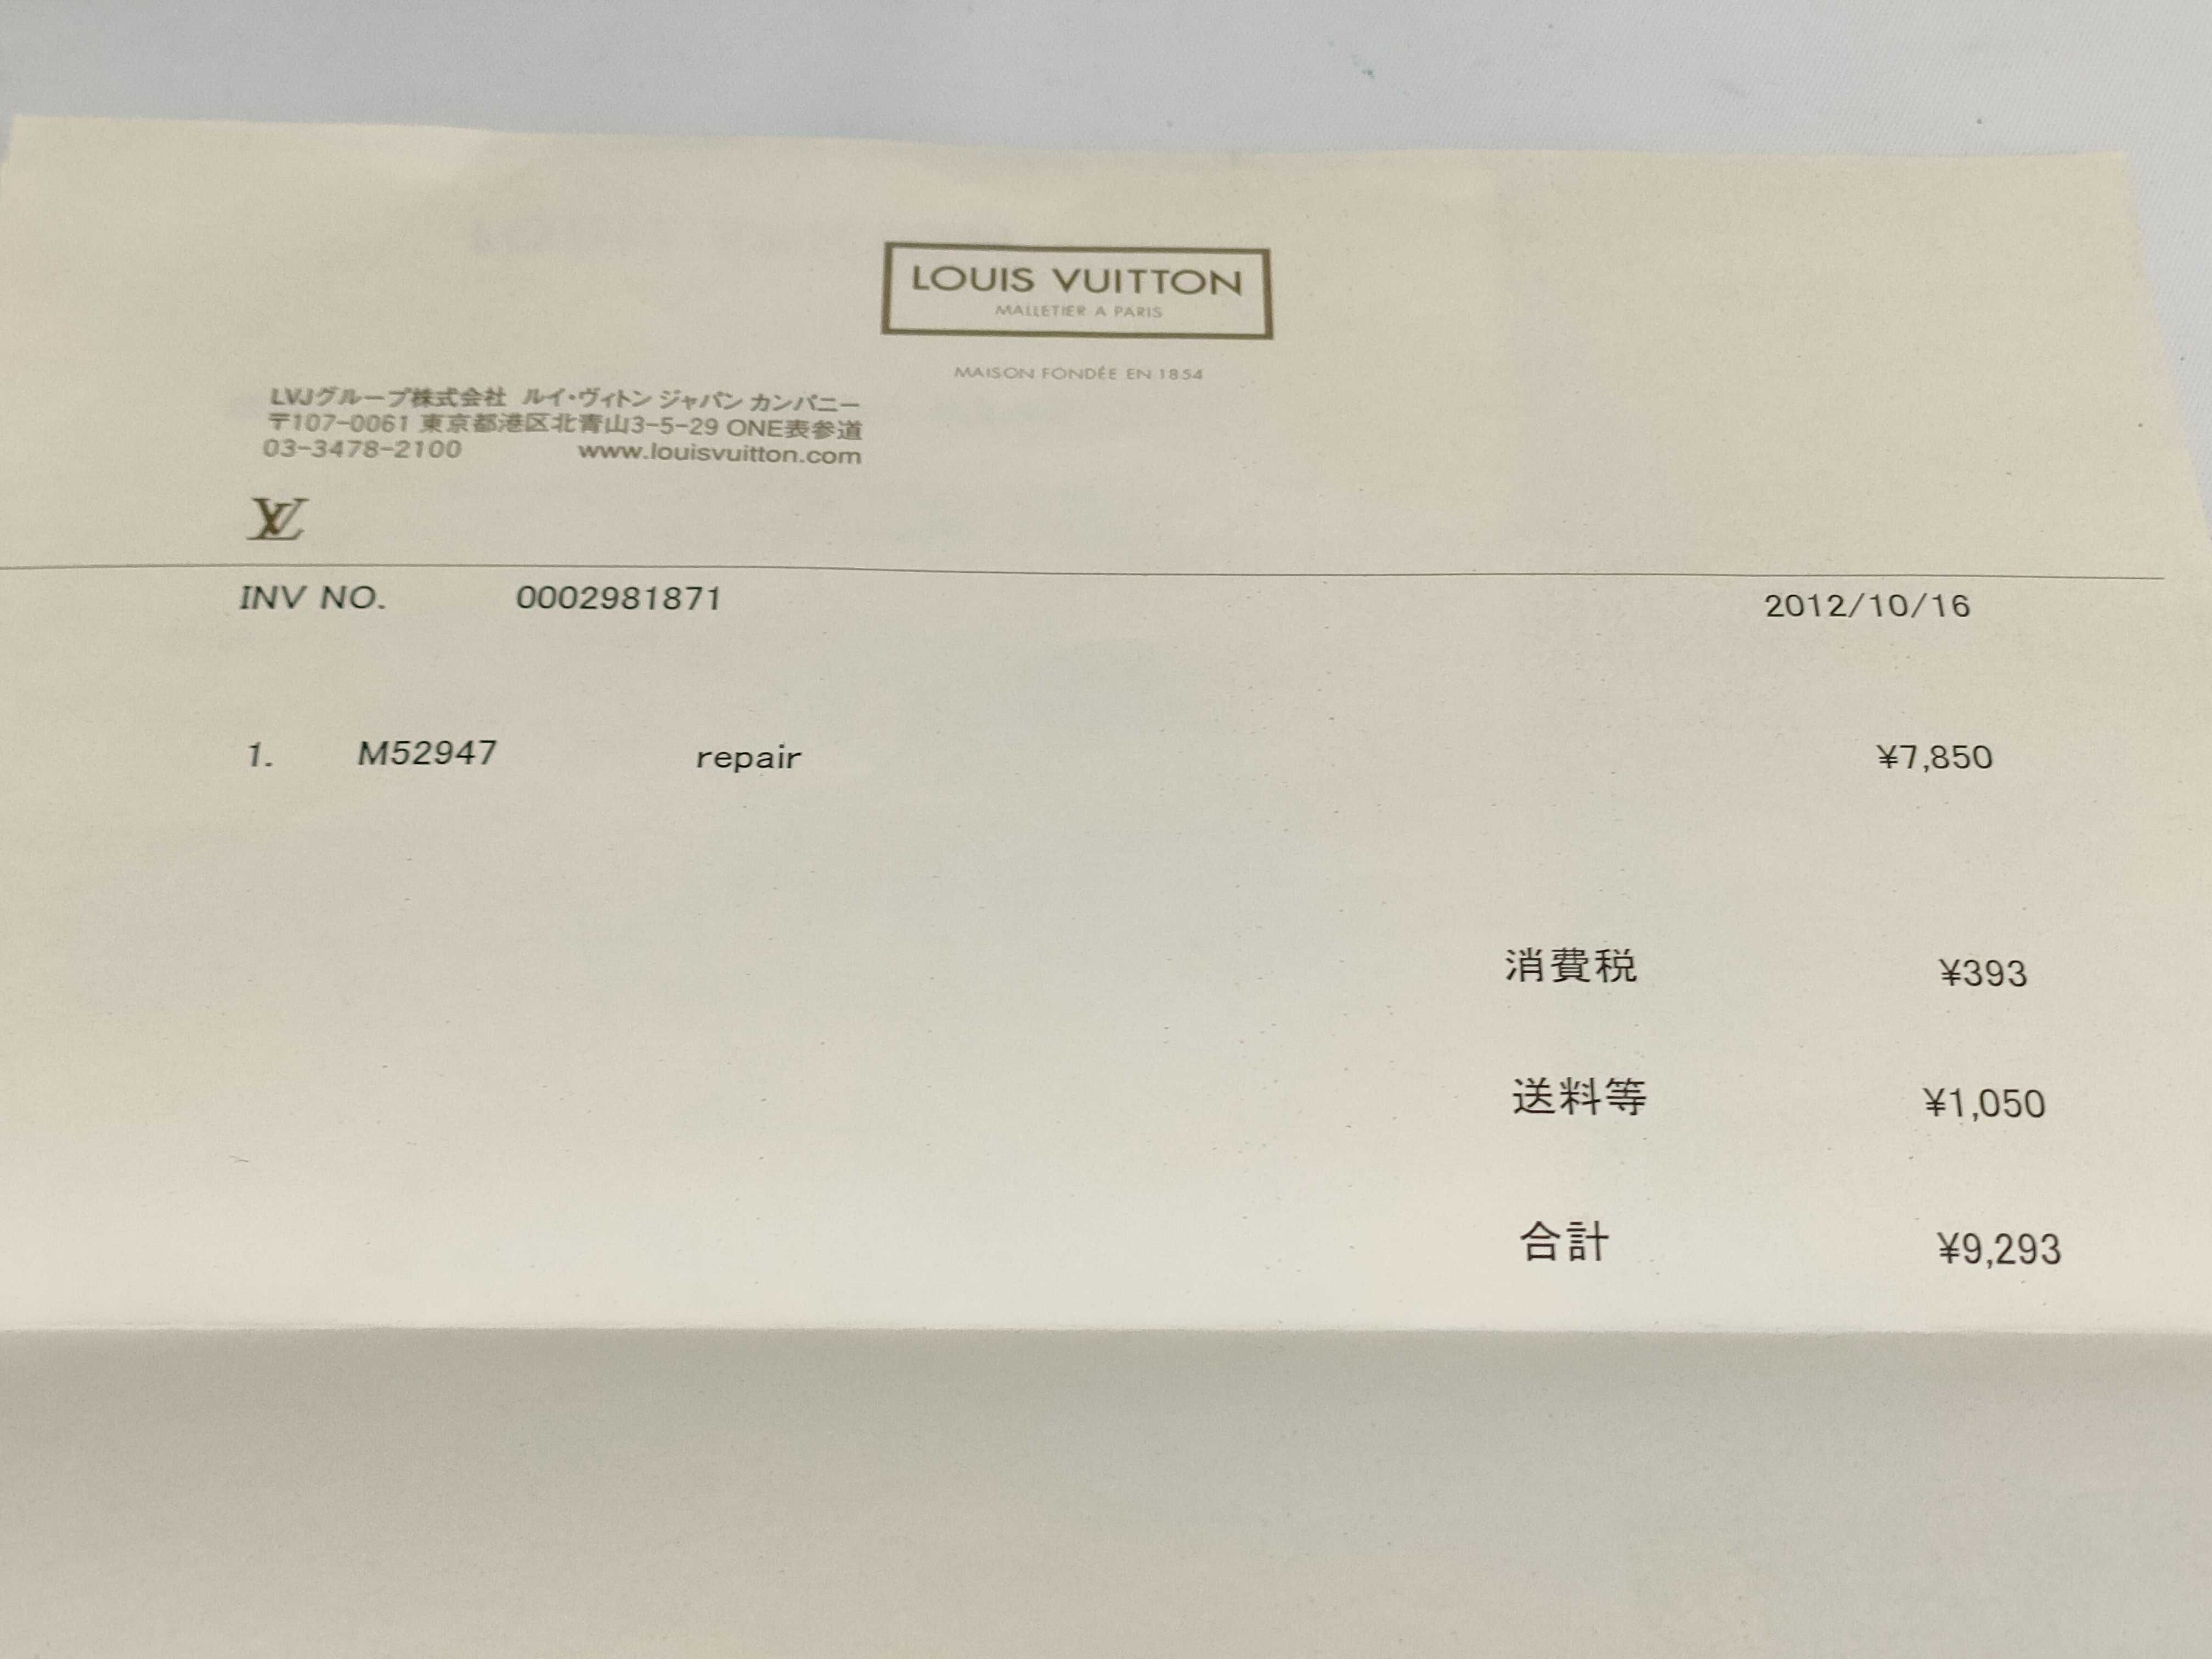 LOUIS VUITTON
MALLETIER A PARIS
MAISON FONDÉE EN 1854
LVJグループ株式会社 ルイ・ヴィトン ジャパン カンパニー
〒107-0061 東京都港区北青山3-5-29 ONE表参道
03-3478-2100 www.louisvuitton.com
LV
INV NO. 0002981871 2012/10/16
1. M52947 repair ¥7,850
消費税 ¥393
送料等 ¥1,050
合計 ¥9,293